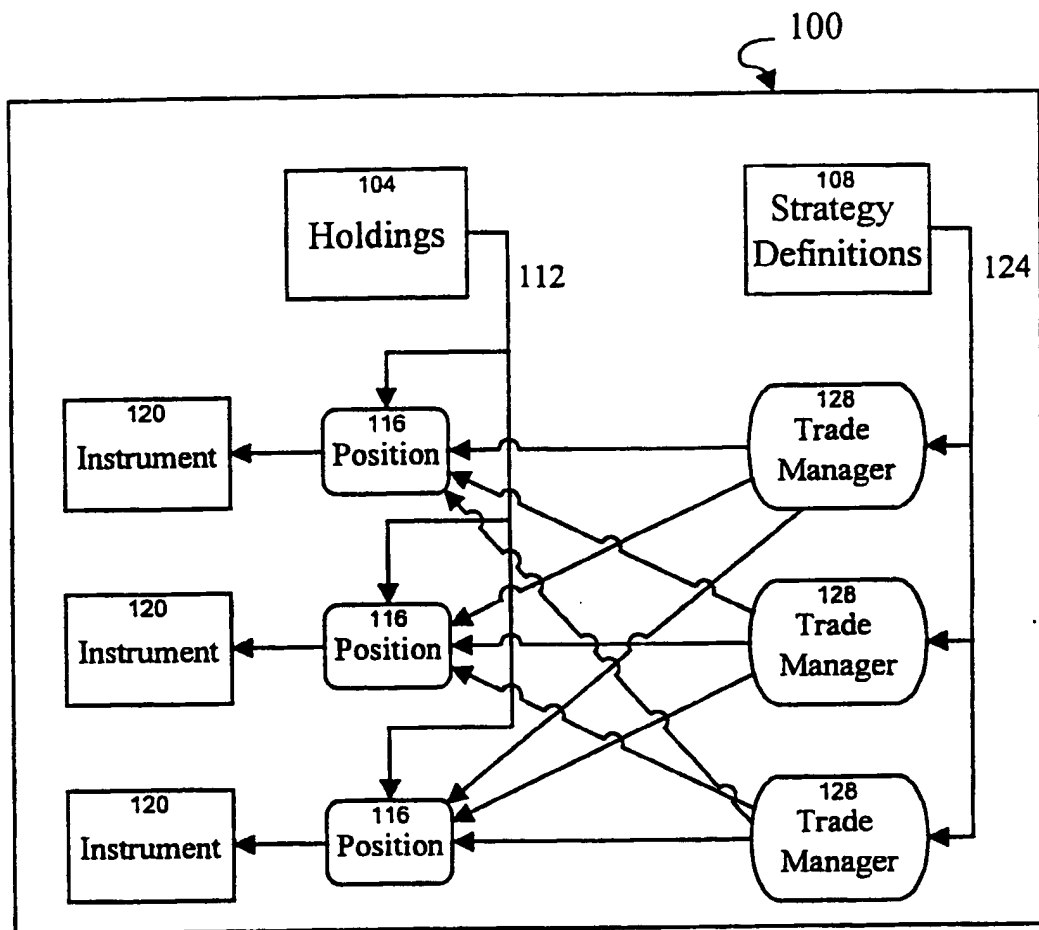 100
104
Holdings
108
Strategy
Definitions
112
124
120
Instrument
116
Position
128
Trade
Manager
120
Instrument
116
Position
128
Trade
Manager
120
Instrument
116
Position
128
Trade
Manager